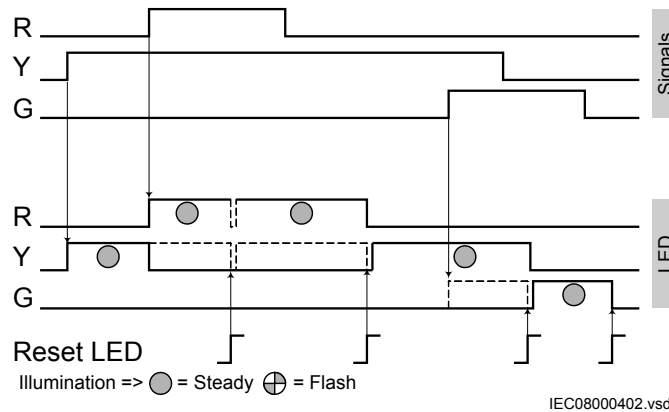 R
Y
G
Signals
R
Y
G
LED
Reset LED
Illumination => = Steady = Flash
IEC08000402.vsd